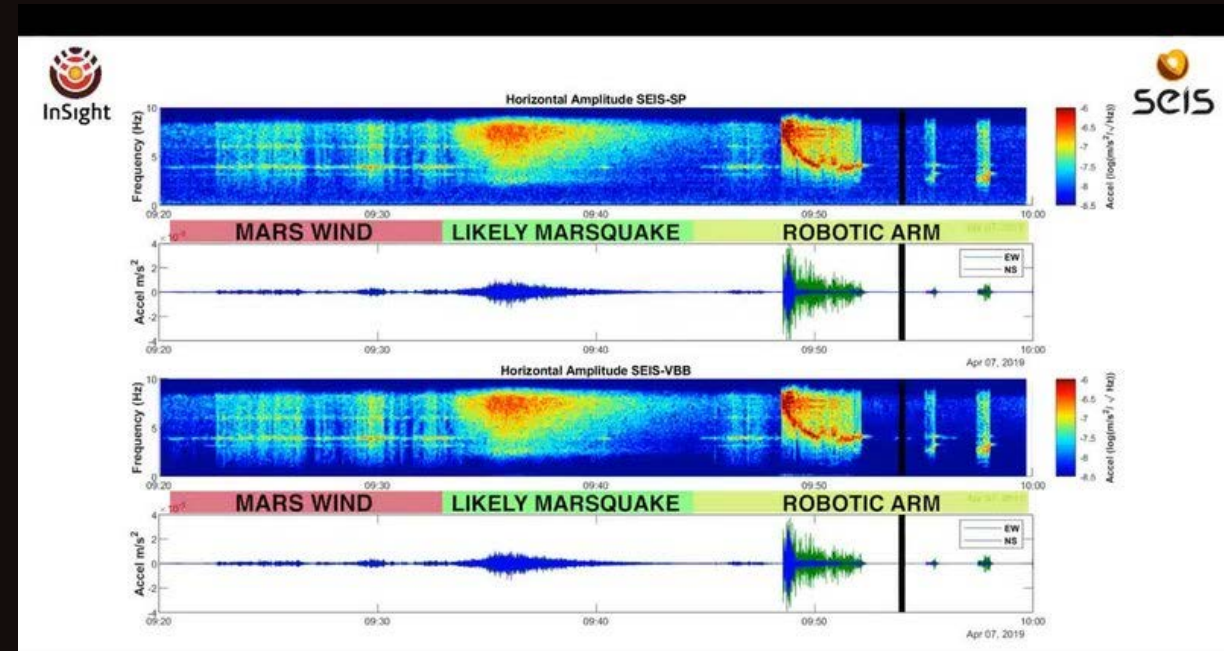 InSight
SEIS
Horizontal Amplitude SEIS-SP
Frequency (Hz)
10
5
0
09:20 09:30 09:40 09:50 10:00
-6
-6.5
-7
-7.5
-8
-8.5
Accel (log(m/s²/√Hz))
MARS WIND LIKELY MARSQUAKE ROBOTIC ARM
Accel m/s²
4
2
0
-2
-4
EW
NS
09:20 09:30 09:40 09:50 10:00
Apr 07, 2019
Horizontal Amplitude SEIS-VBB
Frequency (Hz)
10
5
0
09:20 09:30 09:40 09:50 10:00
-6
-6.5
-7
-7.5
-8
-8.5
Accel (log(m/s²/√Hz))
MARS WIND LIKELY MARSQUAKE ROBOTIC ARM
Accel m/s²
4
2
0
-2
-4
EW
NS
09:20 09:30 09:40 09:50 10:00
Apr 07, 2019